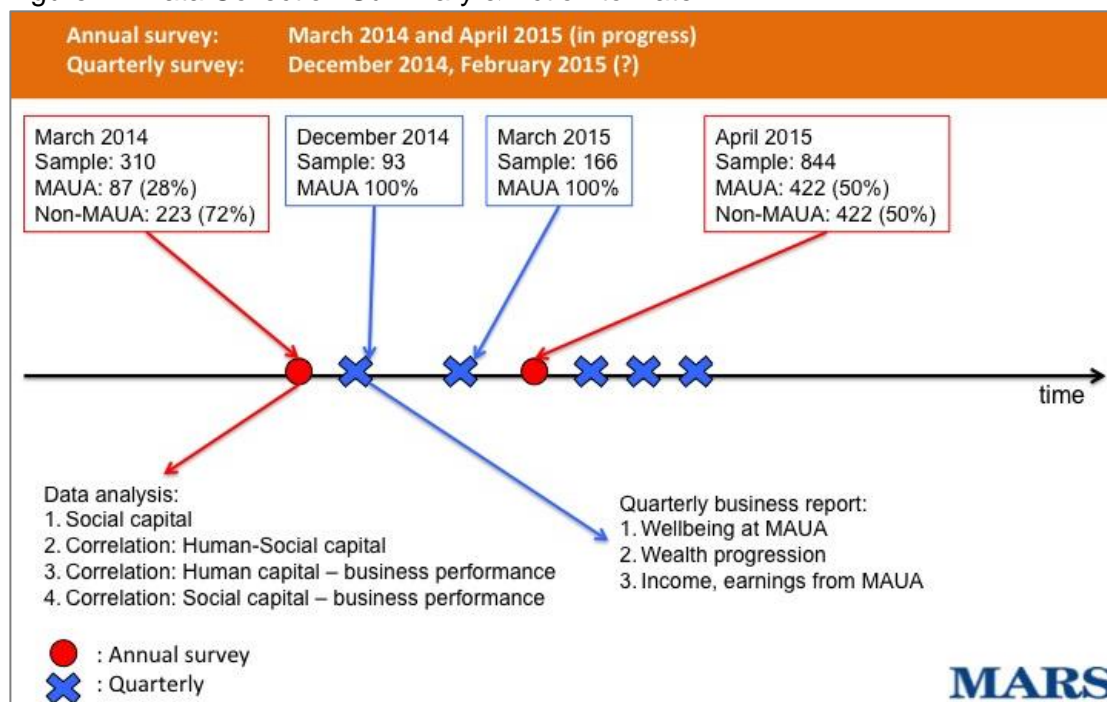 Annual survey: March 2014 and April 2015 (in progress)
Quarterly survey: December 2014, February 2015 (?)
March 2014
Sample: 310
MAUA: 87 (28%)
Non-MAUA: 223 (72%)
December 2014
Sample: 93
MAUA 100%
March 2015
Sample: 166
MAUA 100%
April 2015
Sample: 844
MAUA: 422 (50%)
Non-MAUA: 422 (50%)
time
Data analysis:
1. Social capital
2. Correlation: Human-Social capital
3. Correlation: Human capital – business performance
4. Correlation: Social capital – business performance
Quarterly business report:
1. Wellbeing at MAUA
2. Wealth progression
3. Income, earnings from MAUA
: Annual survey
: Quarterly
MARS